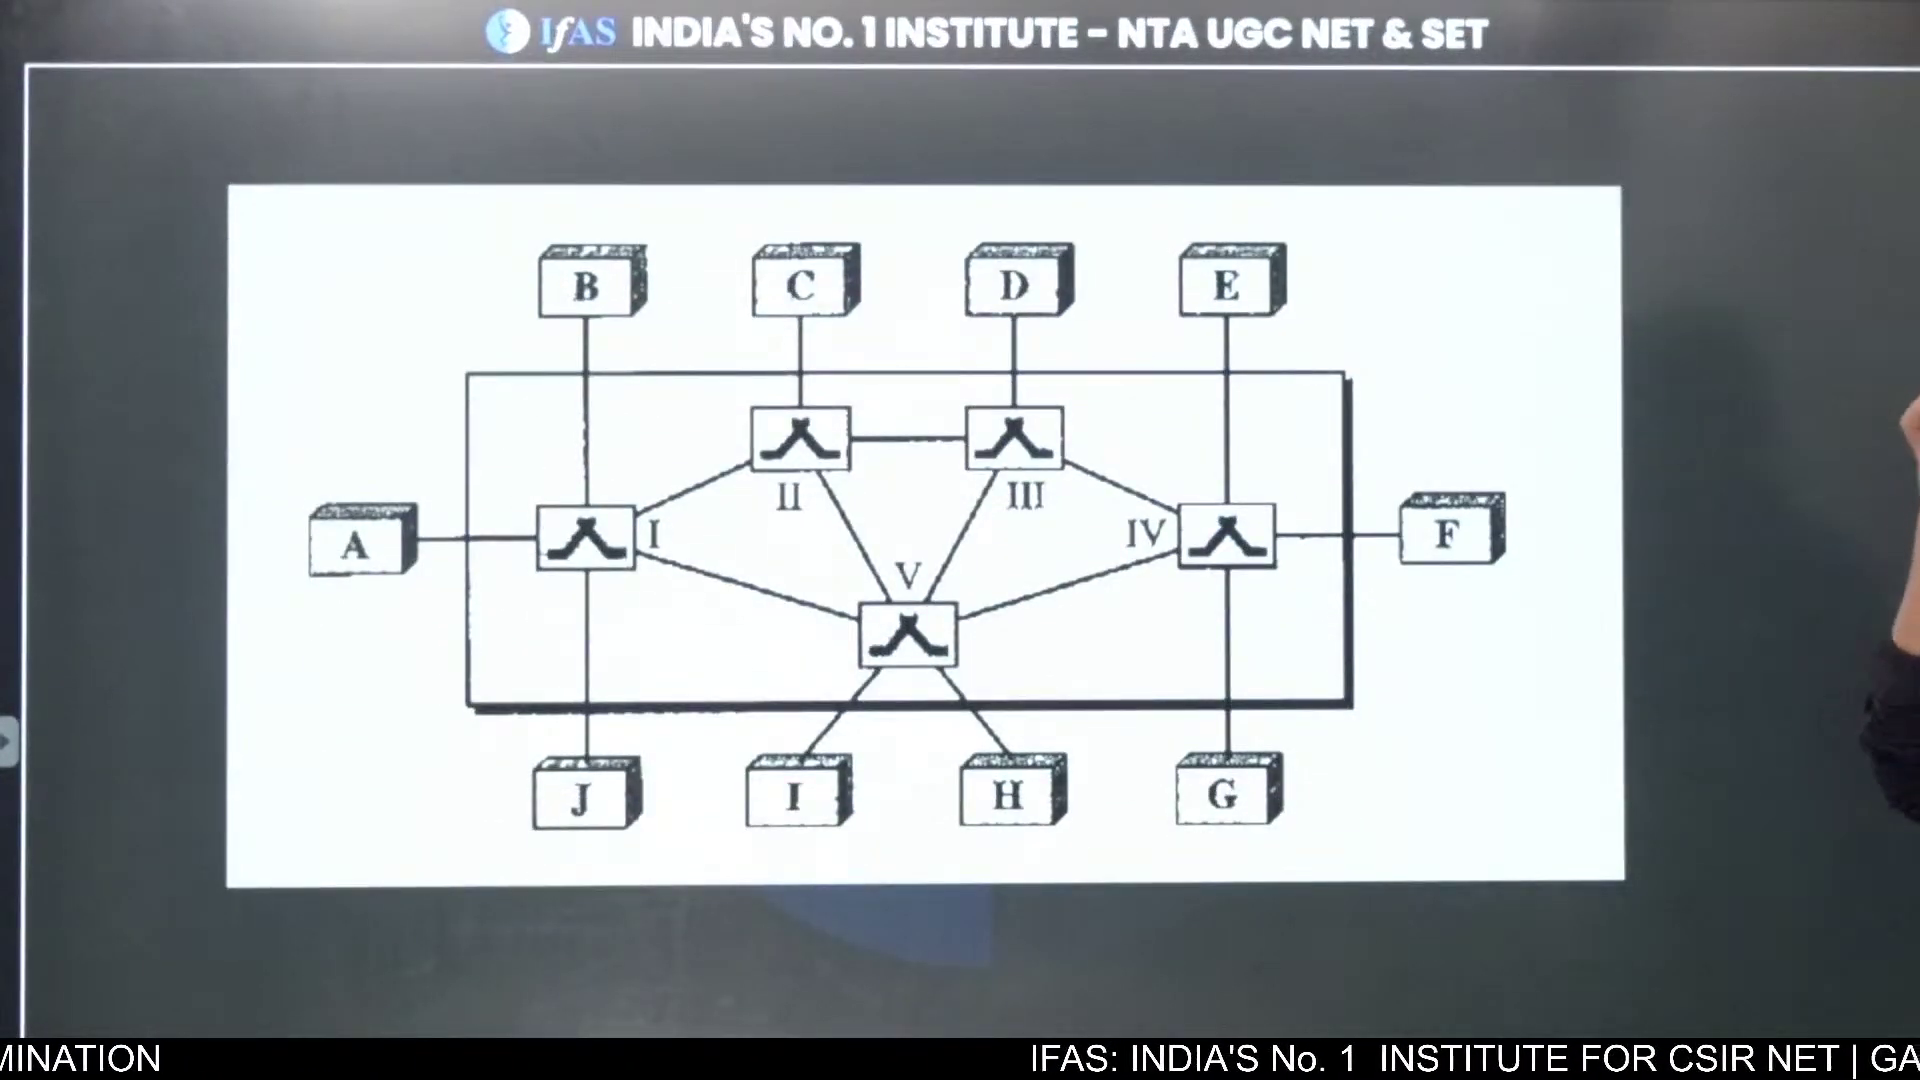 IfAS INDIA'S NO. 1 INSTITUTE - NTA UGC NET & SET
B C D E
II III
A I IV F
V
J I H G
MINATION IFAS: INDIA'S No. 1 INSTITUTE FOR CSIR NET | GA